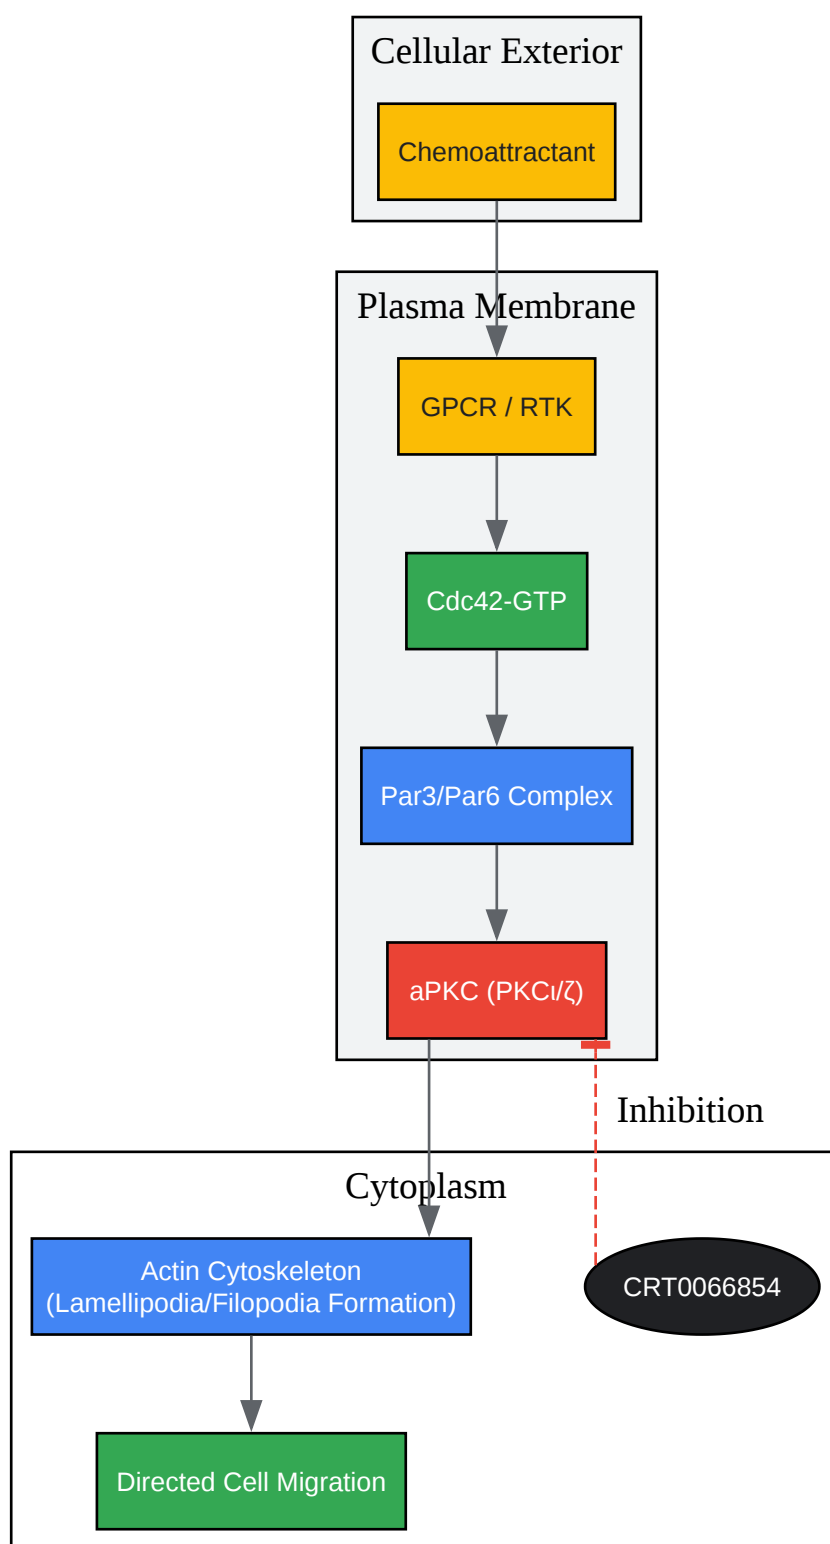 Cellular Exterior
Chemoattractant
Plasma Membrane
GPCR / RTK
Cdc42-GTP
Par3/Par6 Complex
aPKC (PKCι/ζ)
Inhibition
Cytoplasm
Actin Cytoskeleton
(Lamellipodia/Filopodia Formation)
CRT0066854
Directed Cell Migration